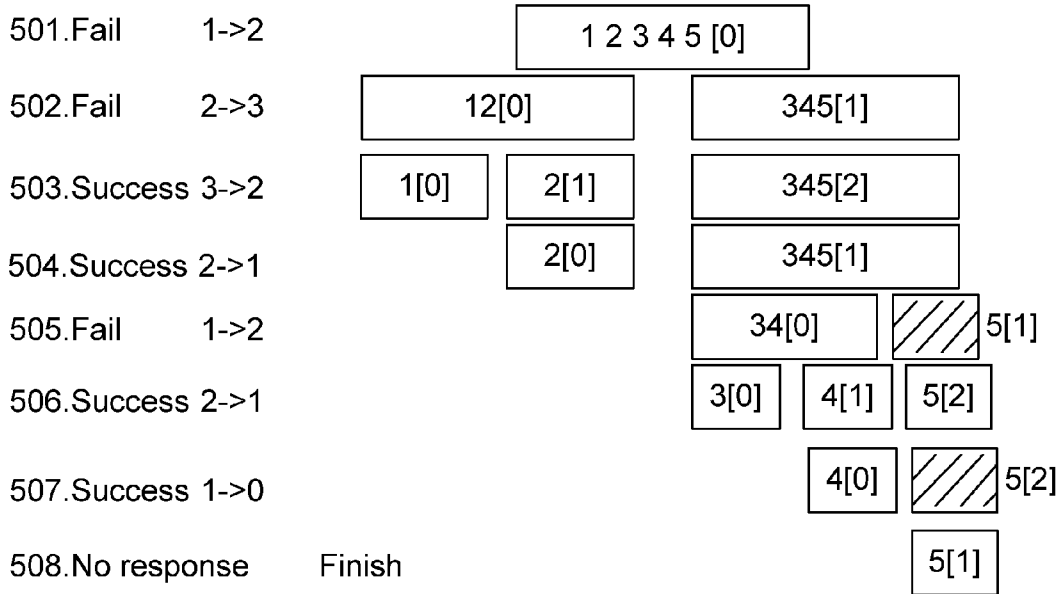 501.Fail 1->2 1 2 3 4 5 [0]
502.Fail 2->3 12[0] 345[1]
503.Success 3->2 1[0] 2[1] 345[2]
504.Success 2->1 2[0] 345[1]
505.Fail 1->2 34[0] 5[1]
506.Success 2->1 3[0] 4[1] 5[2]
507.Success 1->0 4[0] 5[2]
508.No response Finish 5[1]